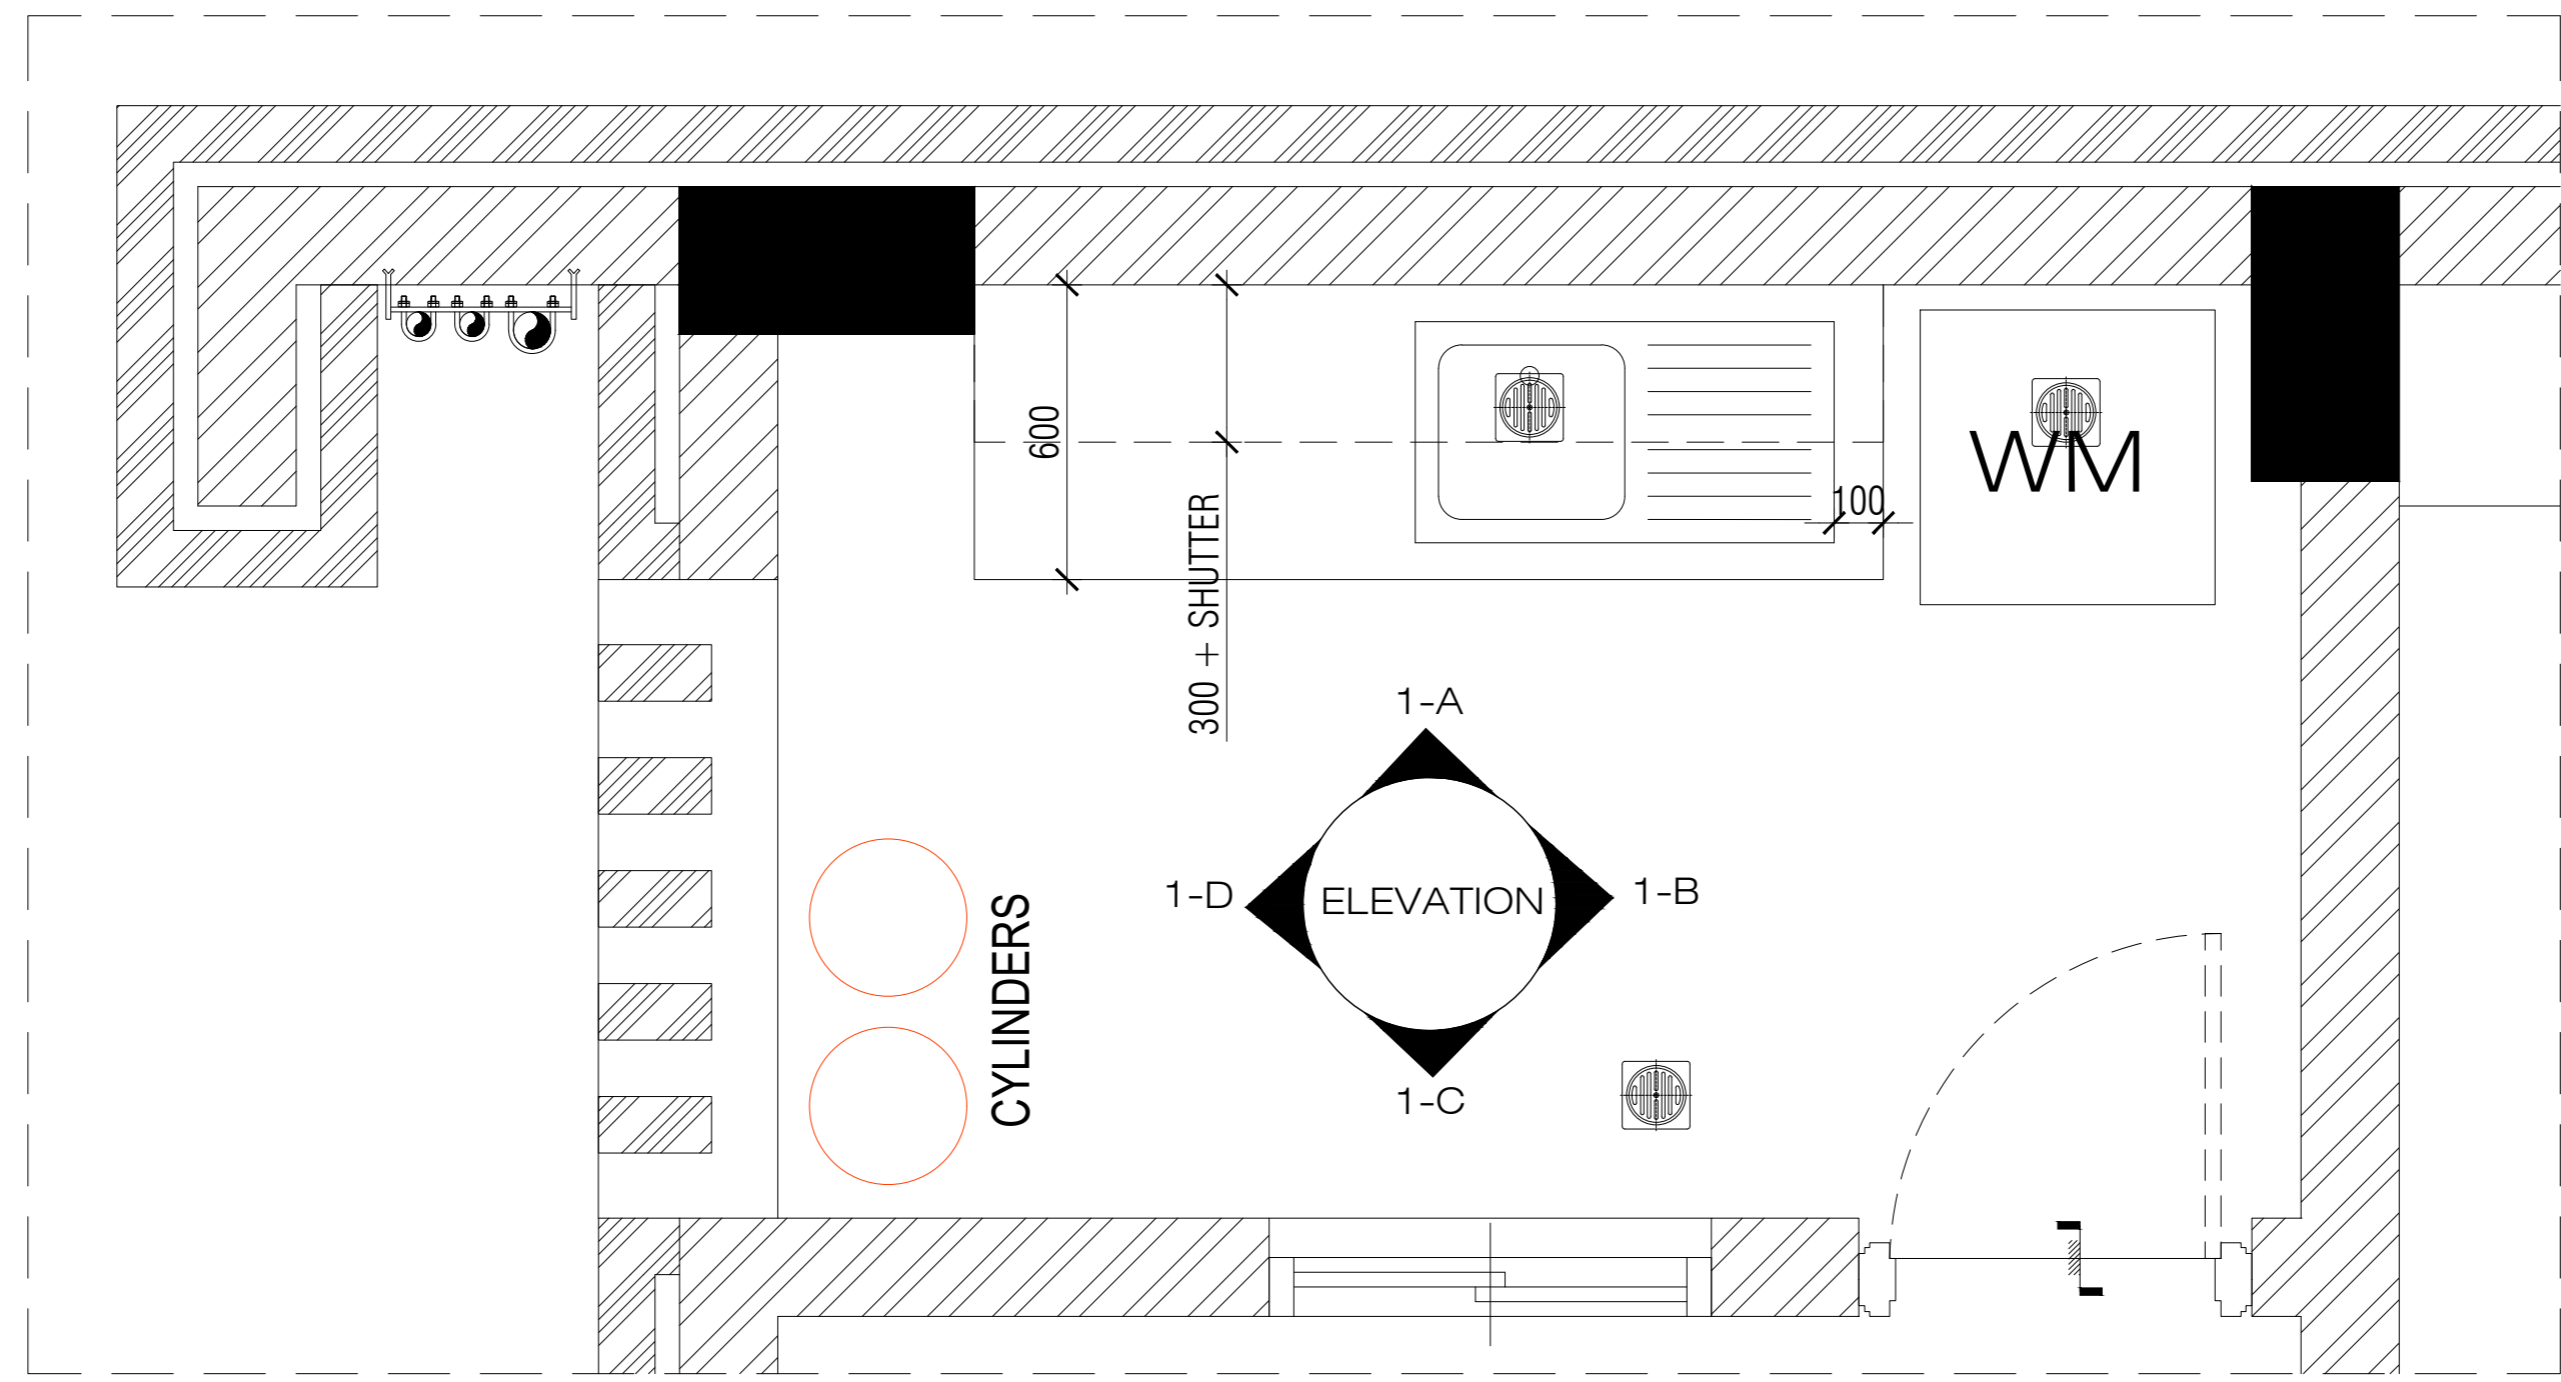 600
300 + SHUTTER
100
WM
1-A
1-D
ELEVATION
1-B
1-C
CYLINDERS